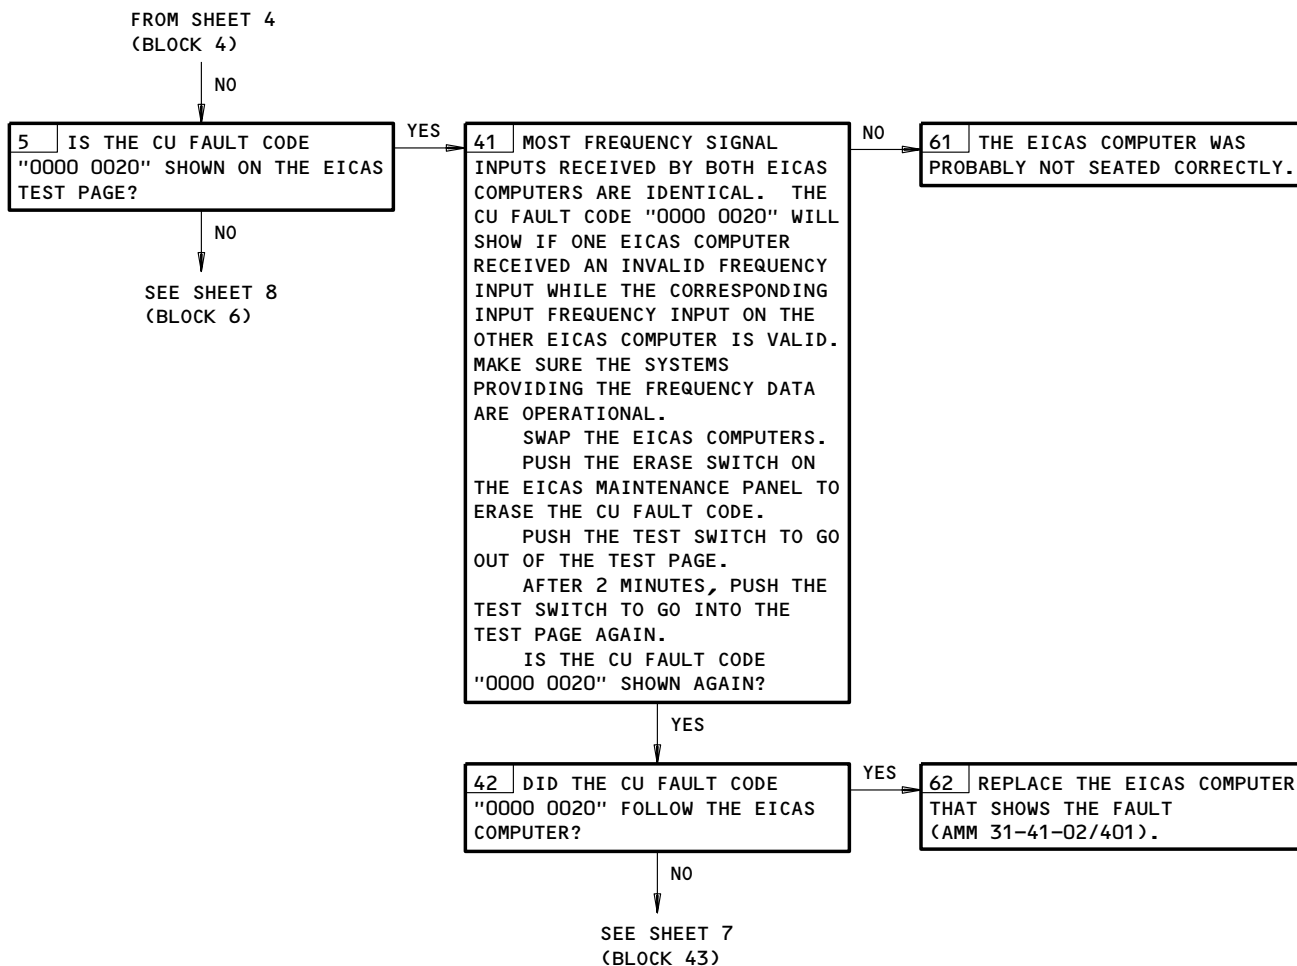 FROM SHEET 4
(BLOCK 4)
NO
5 IS THE CU FAULT CODE
"0000 0020" SHOWN ON THE EICAS
TEST PAGE?
YES
NO
SEE SHEET 8
(BLOCK 6)
41 MOST FREQUENCY SIGNAL
INPUTS RECEIVED BY BOTH EICAS
COMPUTERS ARE IDENTICAL. THE
CU FAULT CODE "0000 0020" WILL
SHOW IF ONE EICAS COMPUTER
RECEIVED AN INVALID FREQUENCY
INPUT WHILE THE CORRESPONDING
INPUT FREQUENCY INPUT ON THE
OTHER EICAS COMPUTER IS VALID.
MAKE SURE THE SYSTEMS
PROVIDING THE FREQUENCY DATA
ARE OPERATIONAL.
SWAP THE EICAS COMPUTERS.
PUSH THE ERASE SWITCH ON
THE EICAS MAINTENANCE PANEL TO
ERASE THE CU FAULT CODE.
PUSH THE TEST SWITCH TO GO
OUT OF THE TEST PAGE.
AFTER 2 MINUTES, PUSH THE
TEST SWITCH TO GO INTO THE
TEST PAGE AGAIN.
IS THE CU FAULT CODE
"0000 0020" SHOWN AGAIN?
NO
61 THE EICAS COMPUTER WAS
PROBABLY NOT SEATED CORRECTLY.
YES
42 DID THE CU FAULT CODE
"0000 0020" FOLLOW THE EICAS
COMPUTER?
YES
62 REPLACE THE EICAS COMPUTER
THAT SHOWS THE FAULT
(AMM 31-41-02/401).
NO
SEE SHEET 7
(BLOCK 43)